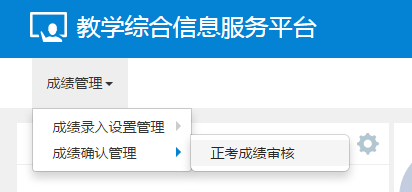 教学综合信息服务平台
成绩管理
成绩录入设置管理
成绩确认管理
正考成绩审核